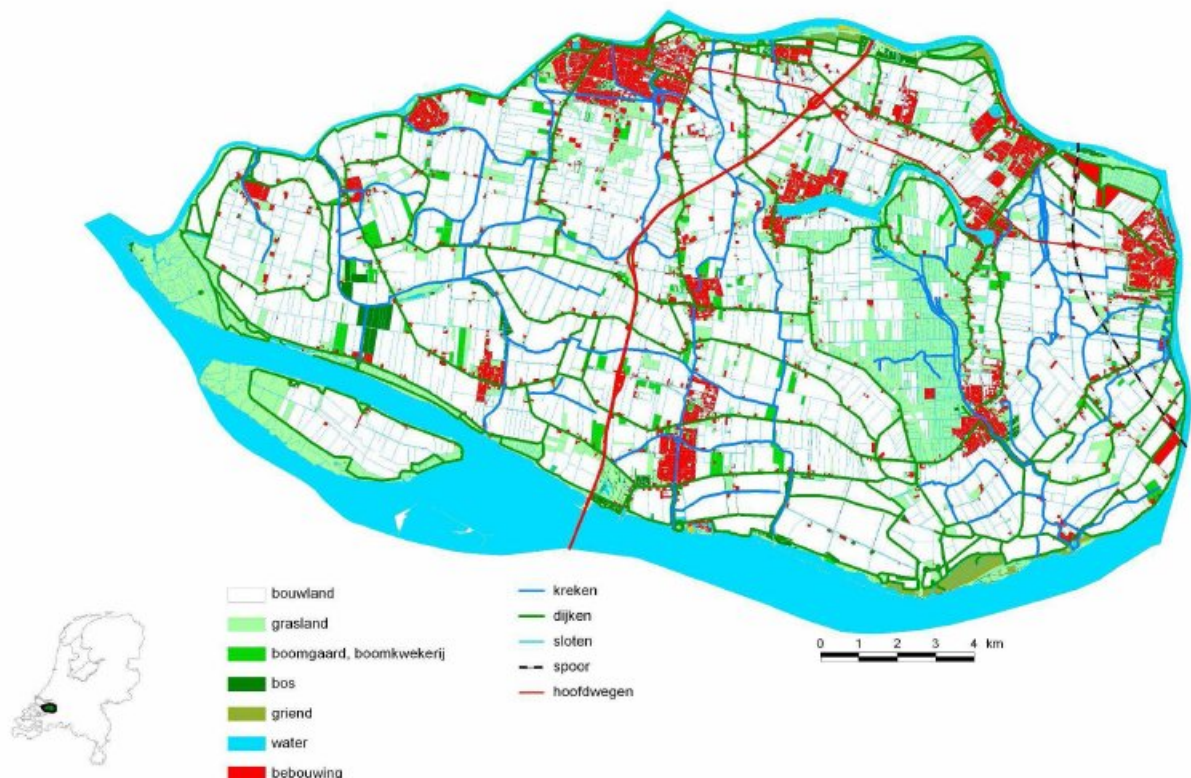 bouwland
grasland
boomgaard, boomkwekerij
bos
griend
water
bebouwing
kreken
dijken
sloten
spoor
hoofdwegen
0 1 2 3 4 km